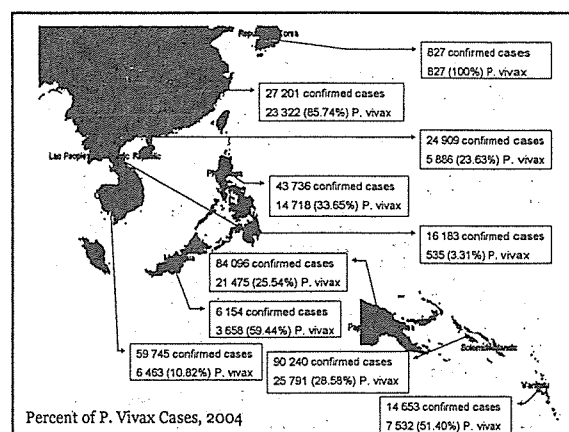 Republic Korea
827 confirmed cases
827 (100%) P. vivax
27 201 confirmed cases
23 322 (85.74%) P. vivax
24 909 confirmed cases
5 886 (23.63%) P. vivax
Lao People's Republic
43 736 confirmed cases
14 718 (33.65%) P. vivax
16 183 confirmed cases
535 (3.31%) P. vivax
84 096 confirmed cases
21 475 (25.54%) P. vivax
6 154 confirmed cases
3 658 (59.44%) P. vivax
Solomon Islands
59 745 confirmed cases
6 463 (10.82%) P. vivax
90 240 confirmed cases
25 791 (28.58%) P. vivax
Vanuatu
14 653 confirmed cases
7 532 (51.40%) P. vivax
Percent of P. Vivax Cases, 2004